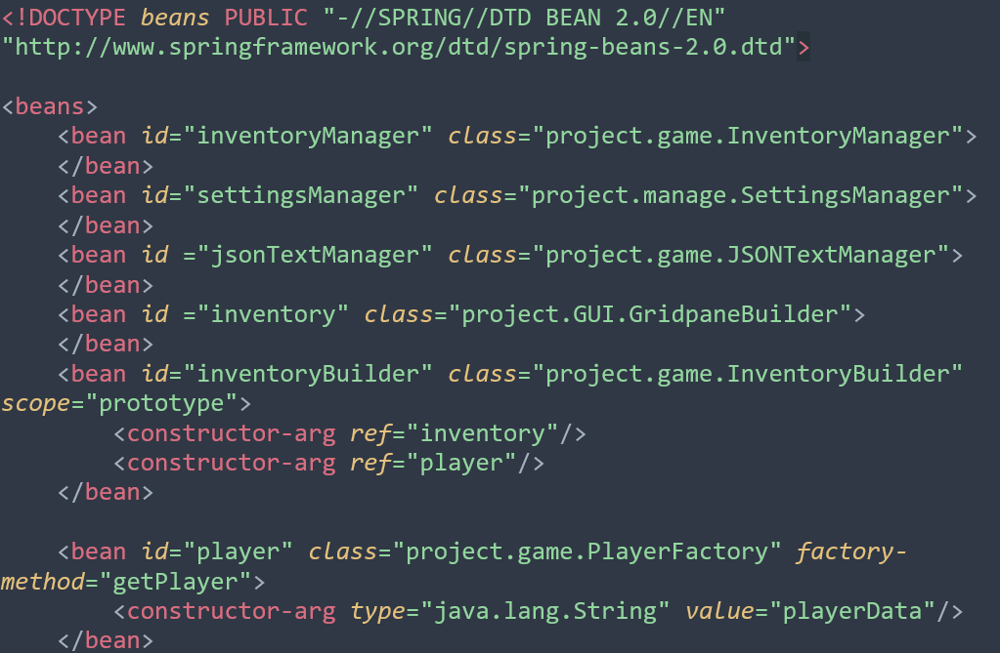 <!DOCTYPE beans PUBLIC "-//SPRING//DTD BEAN 2.0//EN"
"http://www.springframework.org/dtd/spring-beans-2.0.dtd">
<beans>
<bean id="inventoryManager" class="project.game.InventoryManager">
</bean>
<bean id="settingsManager" class="project.manage.SettingsManager">
</bean>
<bean id ="jsonTextManager" class="project.game.JSONTextManager">
</bean>
<bean id ="inventory" class="project.GUI.GridpaneBuilder">
</bean>
<bean id="inventoryBuilder" class="project.game.InventoryBuilder"
scope="prototype">
<constructor-arg ref="inventory"/>
<constructor-arg ref="player"/>
</bean>
<bean id="player" class="project.game.PlayerFactory" factory-
method="getPlayer">
<constructor-arg type="java.lang.String" value="playerData"/>
</bean>